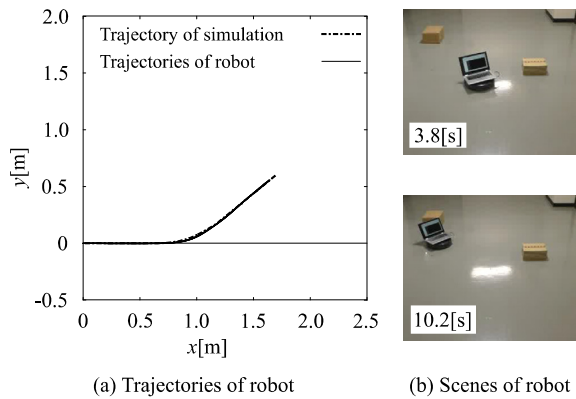 2.0
1.5
1.0
0.5
0
-0.5
y[m]
Trajectory of simulation
Trajectories of robot
0
0.5
1.0
1.5
2.0
2.5
x[m]
(a) Trajectories of robot
3.8[s]
10.2[s]
(b) Scenes of robot